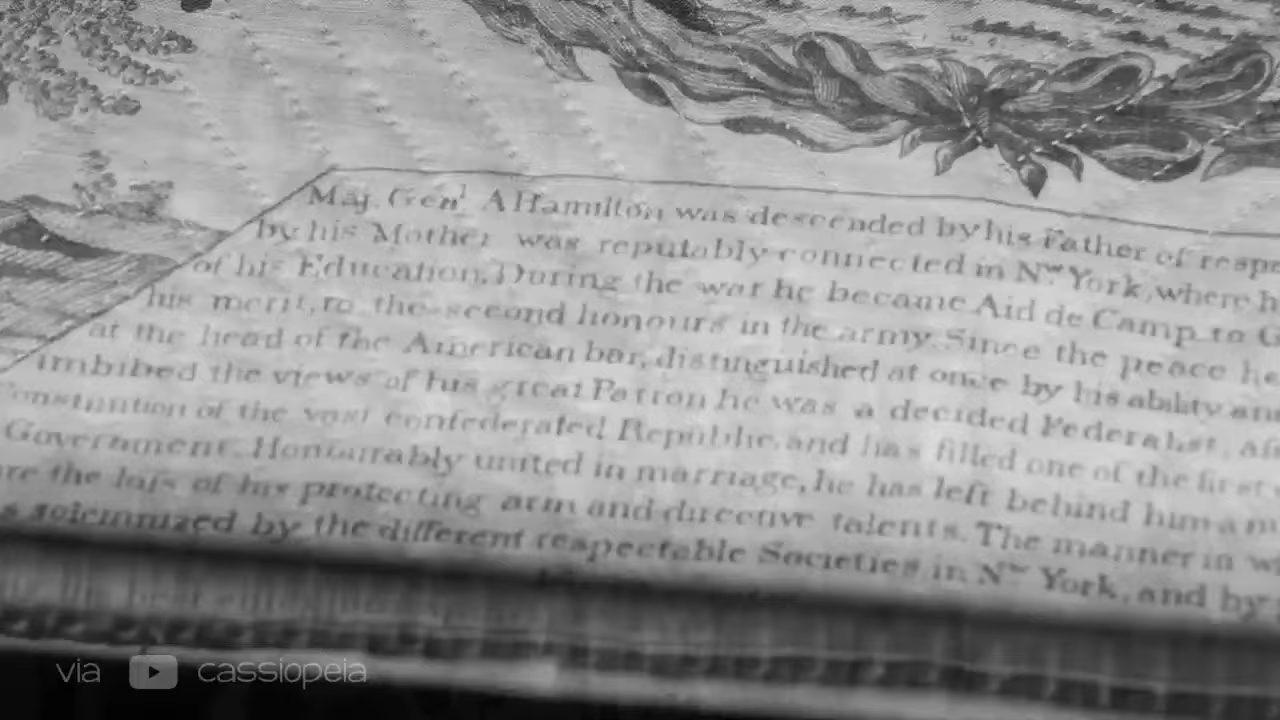 Maj. Genl A Hamilton was descended by his Father of resp
by his Mother was reputably connected in Nw. York, where h
of his Education. During the war he became Aid de Camp to G
his merit, to the second honours in the army. Since the peace he
at the head of the American bar, distinguished at once by his ability an
imbibed the views of his great Patron he was a decided Federalist, af
onstitution of the vast confederated Republic, and has filled one of the first
Government. Honourably united in marriage, he has left behind him a n
re the loss of his protecting arm and directive talents. The manner in w
s solemnized by the different respectable Societies in Nw York, and by
via cassiopeia